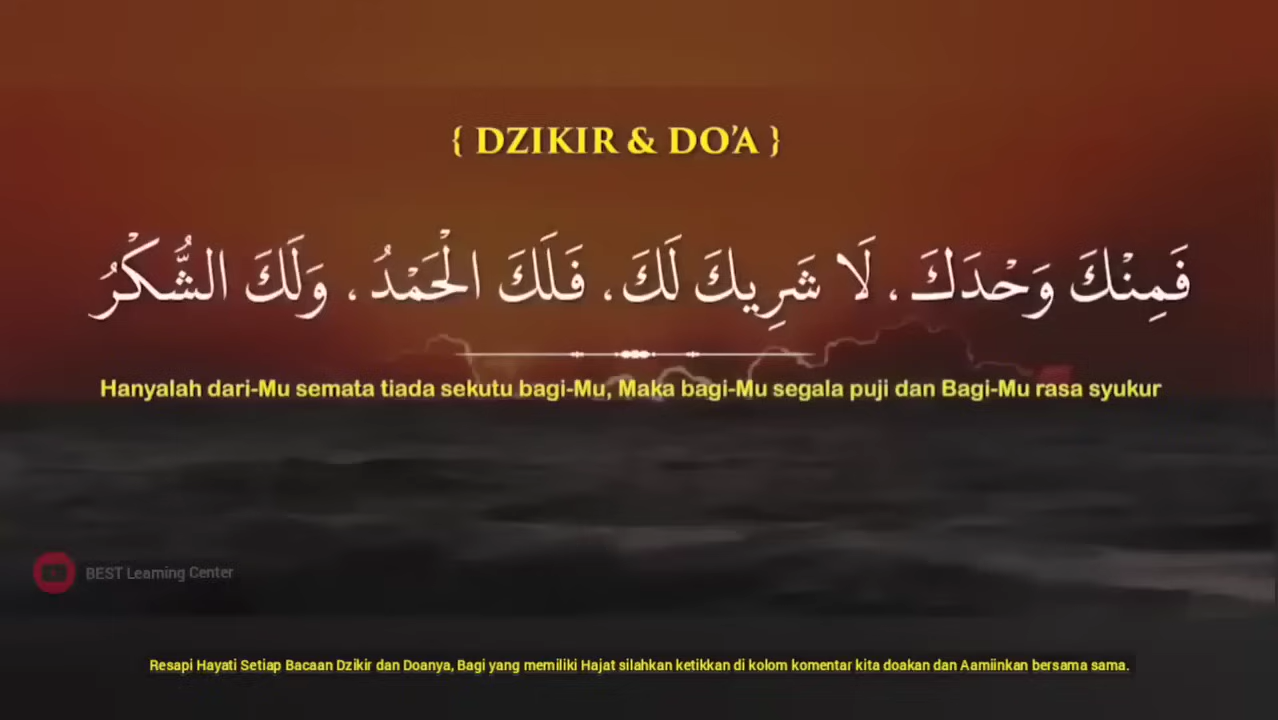 { DZIKIR & DO'A }
فَمِنْكَ وَحْدَكَ ، لَا شَرِيكَ لَكَ ، فَلَكَ الْحَمْدُ ، وَلَكَ الشُّكْرُ
Hanyalah dari-Mu semata tiada sekutu bagi-Mu, Maka bagi-Mu segala puji dan Bagi-Mu rasa syukur
BEST Learning Center
Resapi Hayati Setiap Bacaan Dzikir dan Doanya, Bagi yang memiliki Hajat silahkan ketikkan di kolom komentar kita doakan dan Aamiinkan bersama sama.